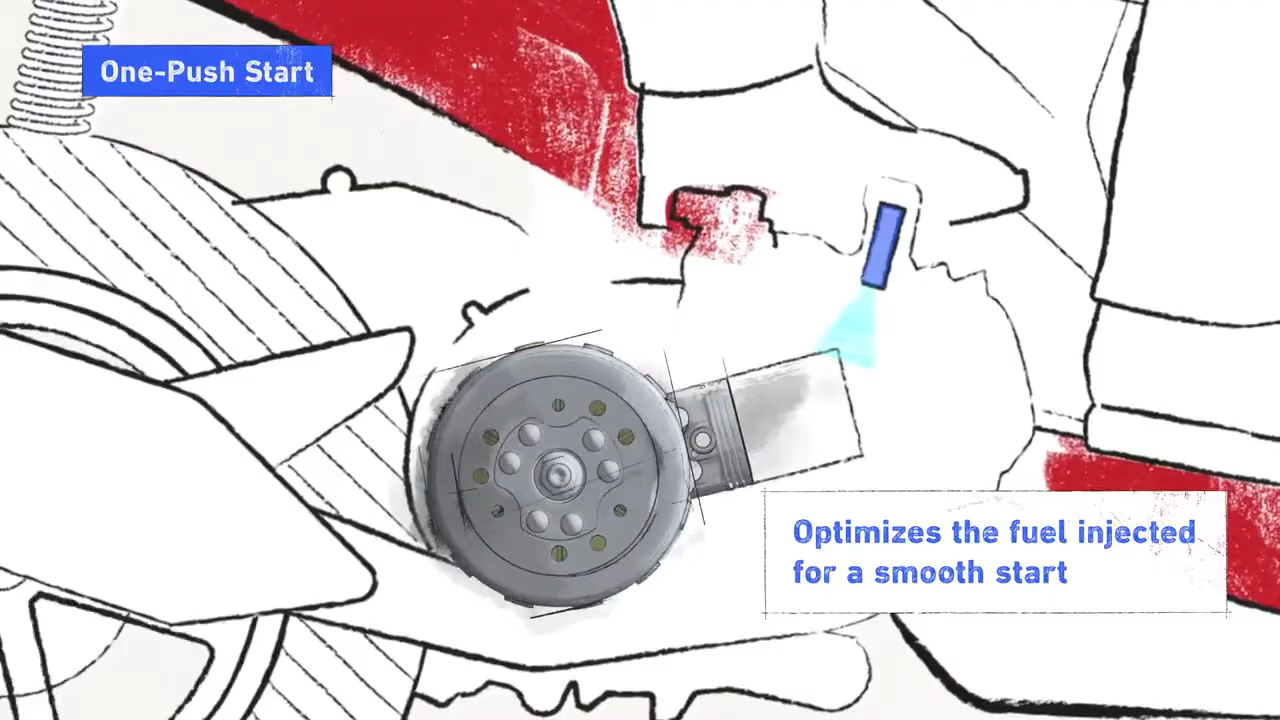 One-Push Start
Optimizes the fuel injected
for a smooth start